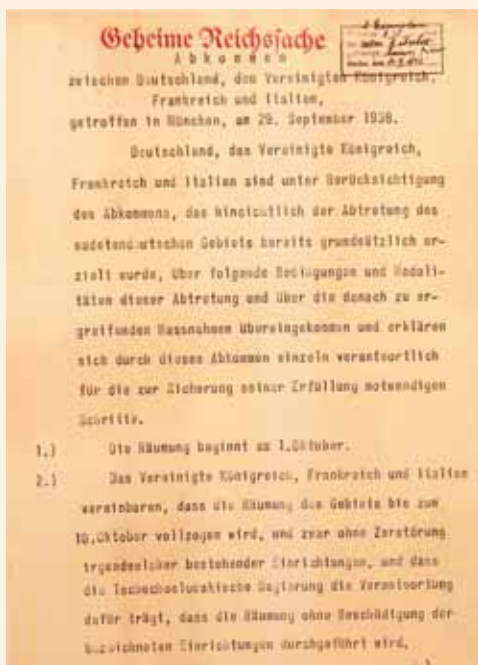 Geheime Reichssache
Abkommen
zwischen Deutschland, dem Vereinigten Königreich,
Frankreich und Italien,
getroffen in München, am 29. September 1938.
Deutschland, das Vereinigte Königreich,
Frankreich und Italien sind unter Berücksichtigung
des Abkommens, das hinsichtlich der Abtretung des
sudetendeutschen Gebiets bereits grundsätzlich er-
zielt wurde, über folgende Bedingungen und Modali-
täten dieser Abtretung und über die danach zu er-
greifenden Massnahmen übereingekommen und erklären
sich durch dieses Abkommen einzeln verantwortlich
für die zur Sicherung seiner Erfüllung notwendigen
Schritte.
1.) Die Räumung beginnt am 1.Oktober.
2.) Das Vereinigte Königreich, Frankreich und Italien
vereinbaren, dass die Räumung des Gebiets bis zum
10.Oktober vollzogen wird, und zwar ohne Zerstörung
irgendwelcher bestehender Einrichtungen, und dass
die Tschechoslowakische Regierung die Verantwortung
dafür trägt, dass die Räumung ohne Beschädigung der
bezeichneten Einrichtungen durchgeführt wird.